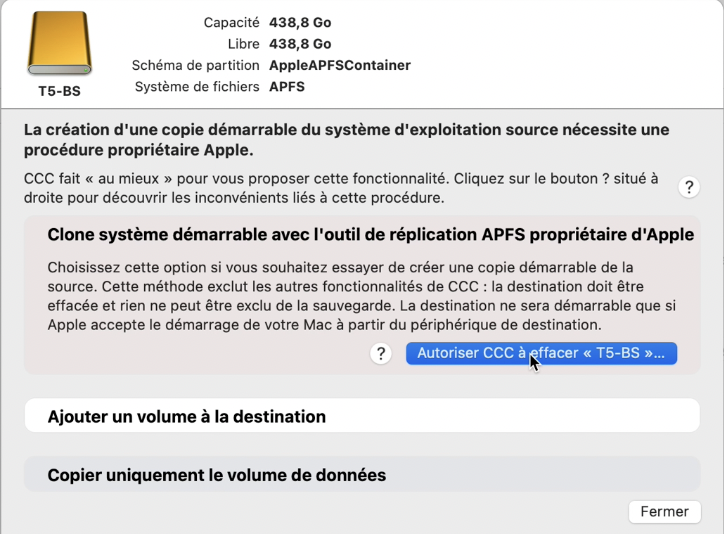 Capacité 438,8 Go
Libre 438,8 Go
Schéma de partition AppleAPFSContainer
Système de fichiers APFS
T5-BS
La création d'une copie démarrable du système d'exploitation source nécessite une
procédure propriétaire Apple.
CCC fait « au mieux » pour vous proposer cette fonctionnalité. Cliquez sur le bouton ? situé à
droite pour découvrir les inconvénients liés à cette procédure.
?
Clone système démarrable avec l'outil de réplication APFS propriétaire d'Apple
Choisissez cette option si vous souhaitez essayer de créer une copie démarrable de la
source. Cette méthode exclut les autres fonctionnalités de CCC : la destination doit être
effacée et rien ne peut être exclu de la sauvegarde. La destination ne sera démarrable que si
Apple accepte le démarrage de votre Mac à partir du périphérique de destination.
?
Autoriser CCC à effacer « T5-BS »...
Ajouter un volume à la destination
Copier uniquement le volume de données
Fermer